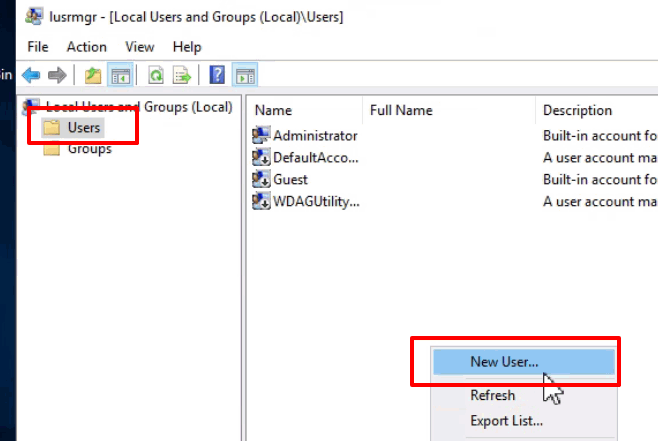 lusrmgr - [Local Users and Groups (Local)\Users]
File Action View Help
in
Local Users and Groups (Local)
Users
Groups
Name Full Name Description
Administrator Built-in account fo
DefaultAcco... A user account ma
Guest Built-in account fo
WDAGUtility... A user account ma
New User...
Refresh
Export List...